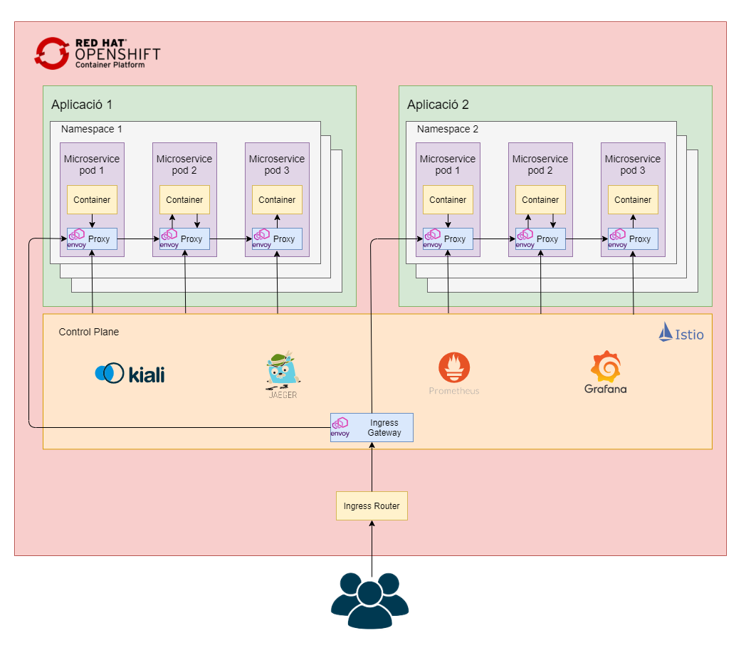 RED HAT®
OPENSHIFT
Container Platform
Aplicació 1
Namespace 1
Microservice
pod 1
Microservice
pod 2
Microservice
pod 3
Container
Container
Container
envoy
Proxy
envoy
Proxy
envoy
Proxy
Aplicació 2
Namespace 2
Microservice
pod 1
Microservice
pod 2
Microservice
pod 3
Container
Container
Container
envoy
Proxy
envoy
Proxy
envoy
Proxy
Control Plane
Istio
kiali
JAEGER
Prometheus
Grafana
envoy
Ingress
Gateway
Ingress Router